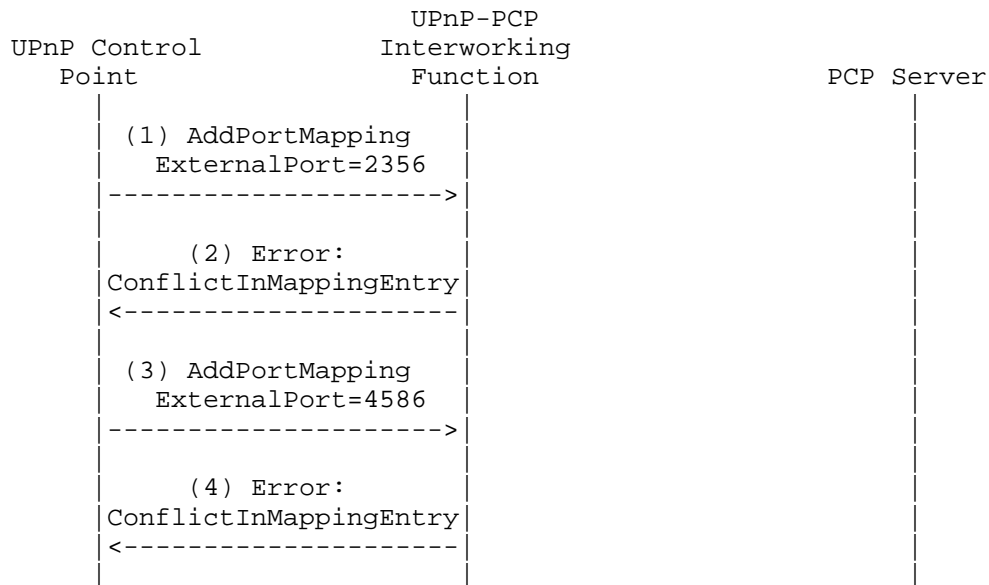 UPnP-PCP
UPnP Control               Interworking
   Point                     Function                  PCP Server
     |                          |                           |
     |  (1) AddPortMapping      |                           |
     |    ExternalPort=2356     |                           |
     |------------------------->|                           |
     |                          |                           |
     |      (2) Error:          |                           |
     |ConflictInMappingEntry    |                           |
     |<-------------------------|                           |
     |                          |                           |
     |  (3) AddPortMapping      |                           |
     |    ExternalPort=4586     |                           |
     |------------------------->|                           |
     |                          |                           |
     |      (4) Error:          |                           |
     |ConflictInMappingEntry    |                           |
     |<-------------------------|                           |
     |                          |                           |